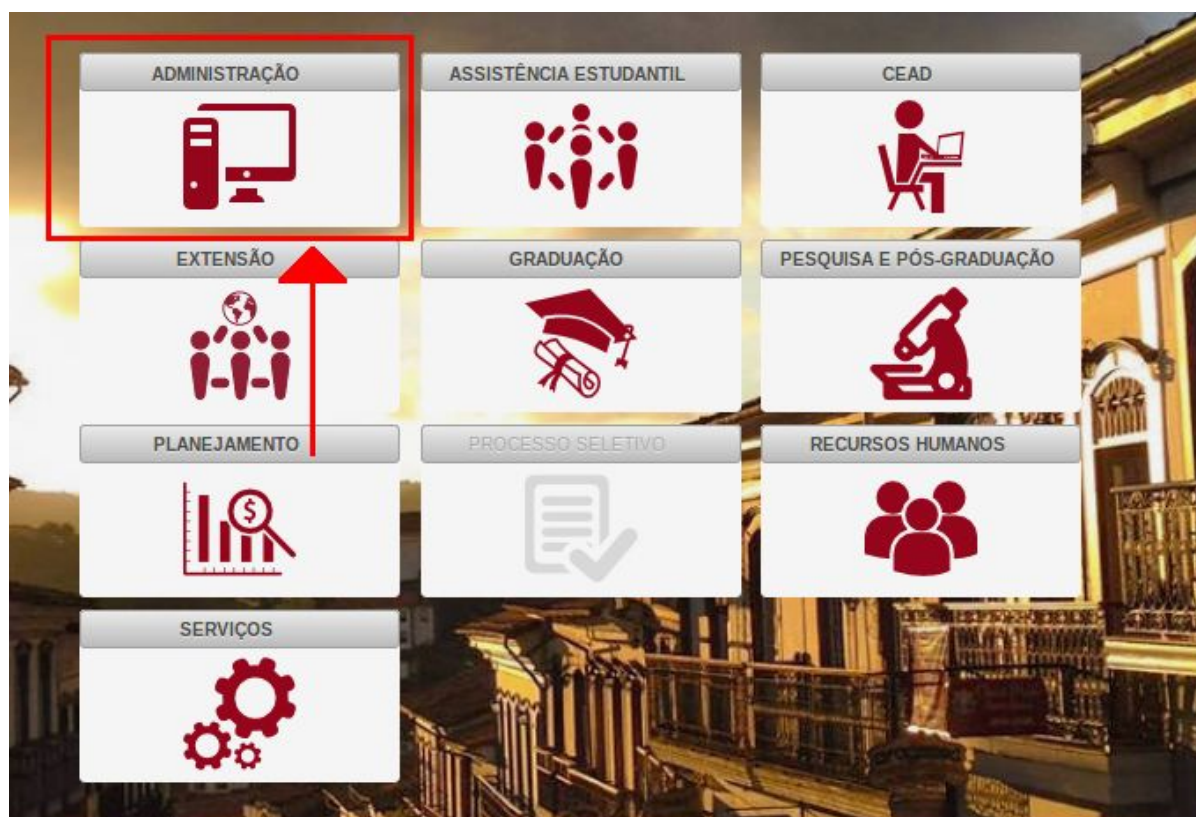 ADMINISTRAÇÃO
ASSISTÊNCIA ESTUDANTIL
CEAD
EXTENSÃO
GRADUAÇÃO
PESQUISA E PÓS-GRADUAÇÃO
PLANEJAMENTO
PROCESSO SELETIVO
RECURSOS HUMANOS
SERVIÇOS